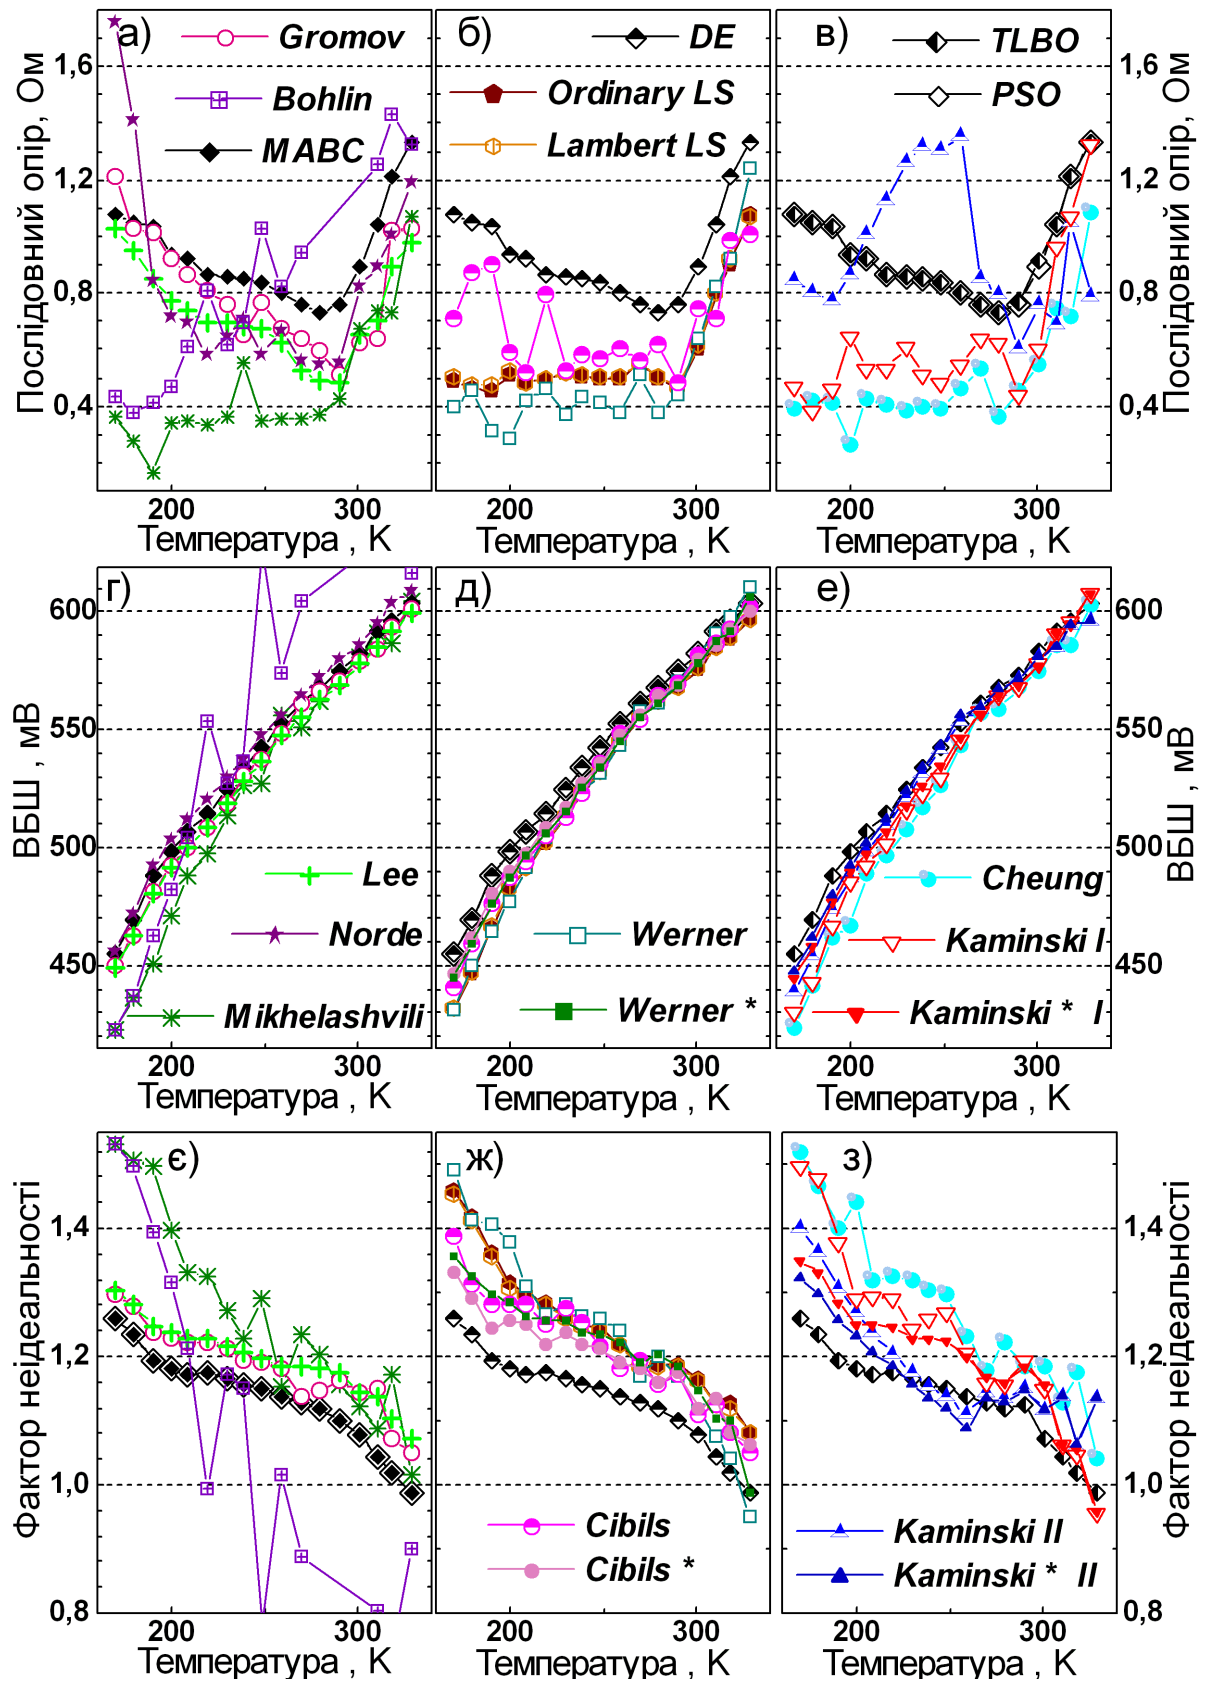 а)
Gromov
Bohlin
MABC
б)
DE
Ordinary LS
Lambert LS
в)
TLBO
PSO
Послідовний опір, Ом
1,6
1,2
0,8
0,4
1,6
1,2
0,8
0,4
Послідовний опір, Ом
200 300
200 300
200 300
Температура , К
Температура , К
Температура , К
г)
Lee
Norde
Mikhelashvili
д)
Werner
Werner *
е)
Cheung
Kaminski I
Kaminski * I
ВБШ , мВ
600
550
500
450
600
550
500
450
ВБШ , мВ
200 300
200 300
200 300
Температура , К
Температура , К
Температура , К
є)
ж)
Cibils
Cibils *
з)
Kaminski II
Kaminski * II
Фактор неідеальності
1,4
1,2
1,0
0,8
1,4
1,2
1,0
0,8
Фактор неідеальності
200 300
200 300
200 300
Температура , К
Температура , К
Температура , К